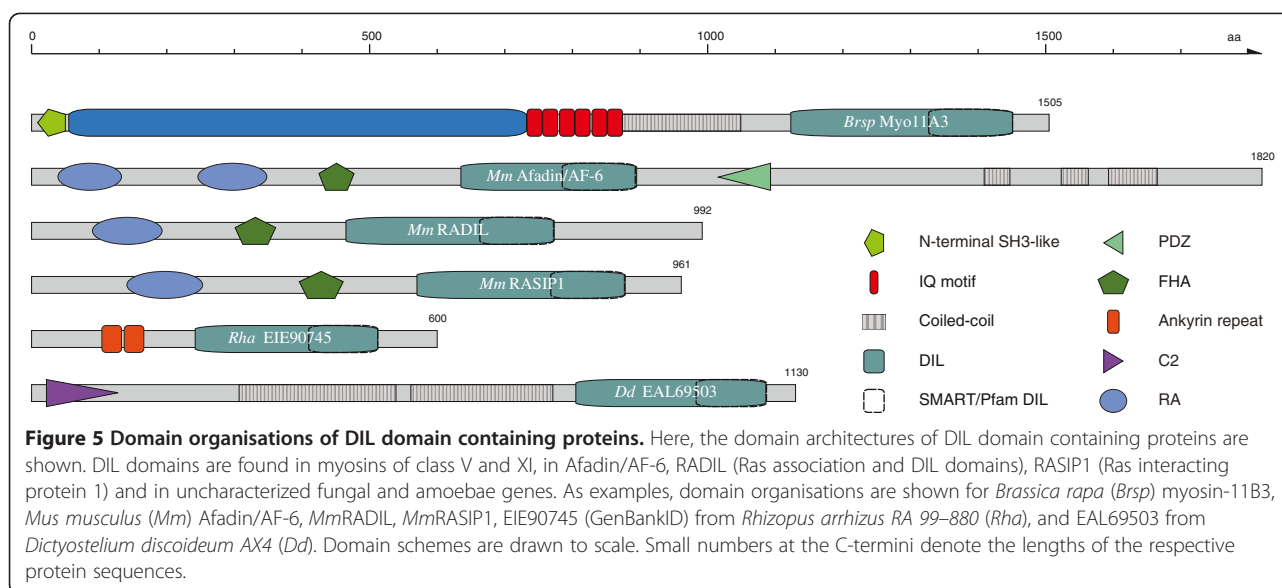 0 500 1000 1500 aa
1505
Brsp Myo11A3
1820
Mm Afadin/AF-6
992
Mm RADIL
961
Mm RASIP1
600
Rha EIE90745
1130
Dd EAL69503
N-terminal SH3-like PDZ
IQ motif FHA
Coiled-coil Ankyrin repeat
DIL C2
SMART/Pfam DIL RA
Figure 5 Domain organisations of DIL domain containing proteins. Here, the domain architectures of DIL domain containing proteins are
shown. DIL domains are found in myosins of class V and XI, in Afadin/AF-6, RADIL (Ras association and DIL domains), RASIP1 (Ras interacting
protein 1) and in uncharacterized fungal and amoebae genes. As examples, domain organisations are shown for Brassica rapa (Brsp) myosin-11B3,
Mus musculus (Mm) Afadin/AF-6, MmRADIL, MmRASIP1, EIE90745 (GenBankID) from Rhizopus arrhizus RA 99–880 (Rha), and EAL69503 from
Dictyostelium discoideum AX4 (Dd). Domain schemes are drawn to scale. Small numbers at the C-termini denote the lengths of the respective
protein sequences.